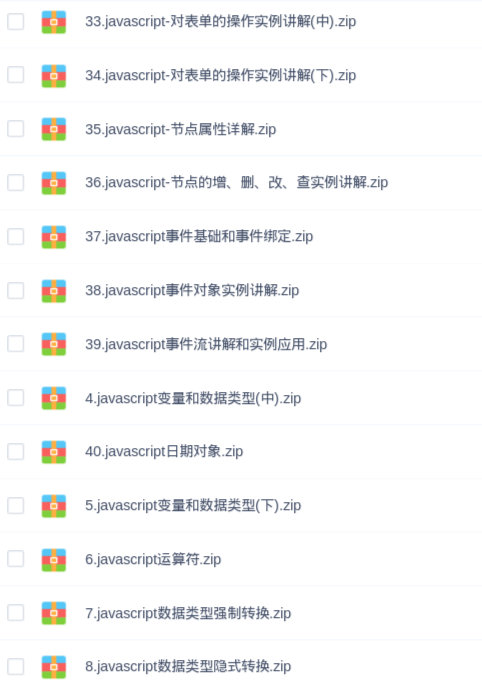 33.javascript-对表单的操作实例讲解(中).zip
34.javascript-对表单的操作实例讲解(下).zip
35.javascript-节点属性详解.zip
36.javascript-节点的增、删、改、查实例讲解.zip
37.javascript事件基础和事件绑定.zip
38.javascript事件对象实例讲解.zip
39.javascript事件流讲解和实例应用.zip
4.javascript变量和数据类型(中).zip
40.javascript日期对象.zip
5.javascript变量和数据类型(下).zip
6.javascript运算符.zip
7.javascript数据类型强制转换.zip
8.javascript数据类型隐式转换.zip